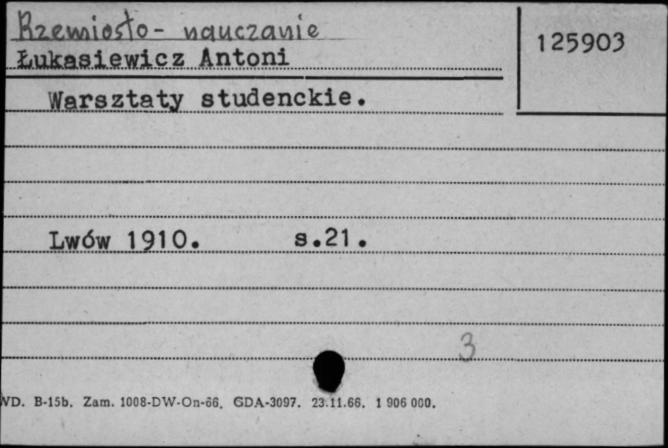 Rzemiosło - nauczanie
125903
Łukasiewicz Antoni
Warsztaty studenckie.
Lwów 1910. s.21.
3
WD. B-15b. Zam. 1008-DW-On-66. GDA-3097. 23.11.66. 1 906 000.